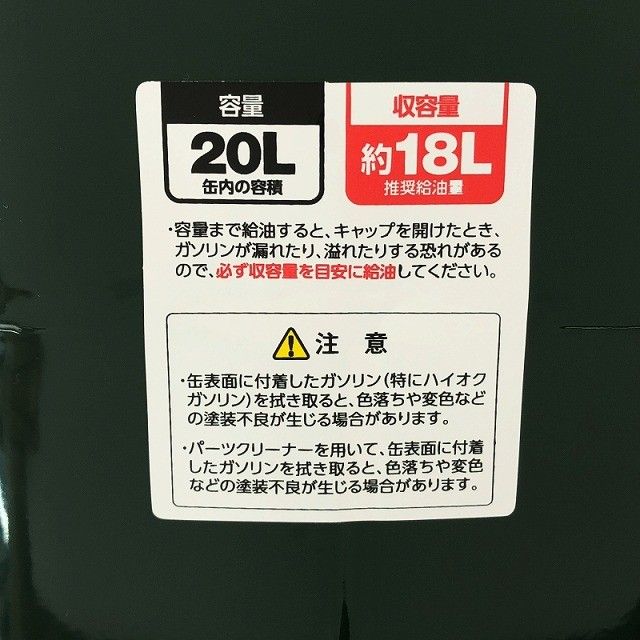 容量
20L
缶内の容積
収容量
約18L
推奨給油量
・容量まで給油すると、キャップを開けたとき、
ガソリンが漏れたり、溢れたりする恐れがある
ので、必ず収容量を目安に給油してください。
注 意
・缶表面に付着したガソリン(特にハイオク
ガソリン)を拭き取ると、色落ちや変色など
の塗装不良が生じる場合があります。
・パーツクリーナーを用いて、缶表面に付着
したガソリンを拭き取ると、色落ちや変色
などの塗装不良が生じる場合があります。